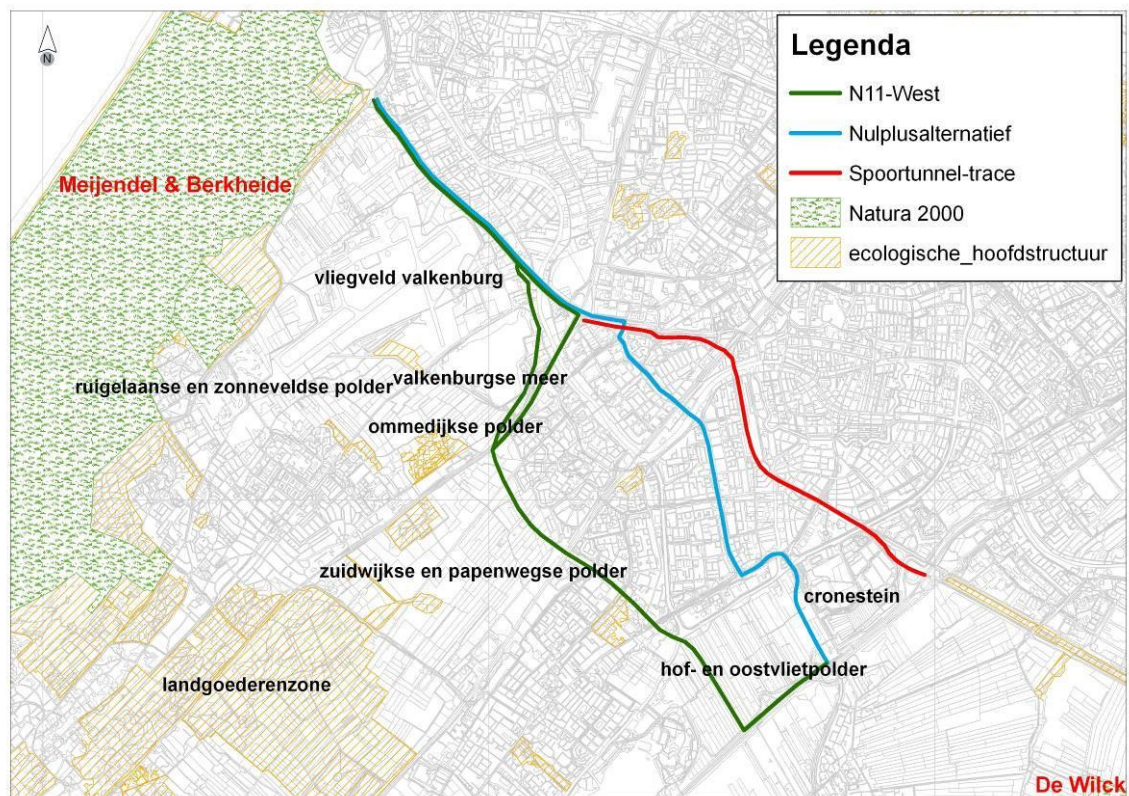 N
Legenda
N11-West
Nulplusalternatief
Spoortunnel-trace
Natura 2000
ecologische_hoofdstructuur
Meijendel & Berkheide
vliegveld valkenburg
ruigelaanse en zonneveldse polder
valkenburgse meer
ommedijkse polder
zuidwijkse en papenwegse polder
cronestein
hof- en oostvlietpolder
landgoederenzone
De Wilck